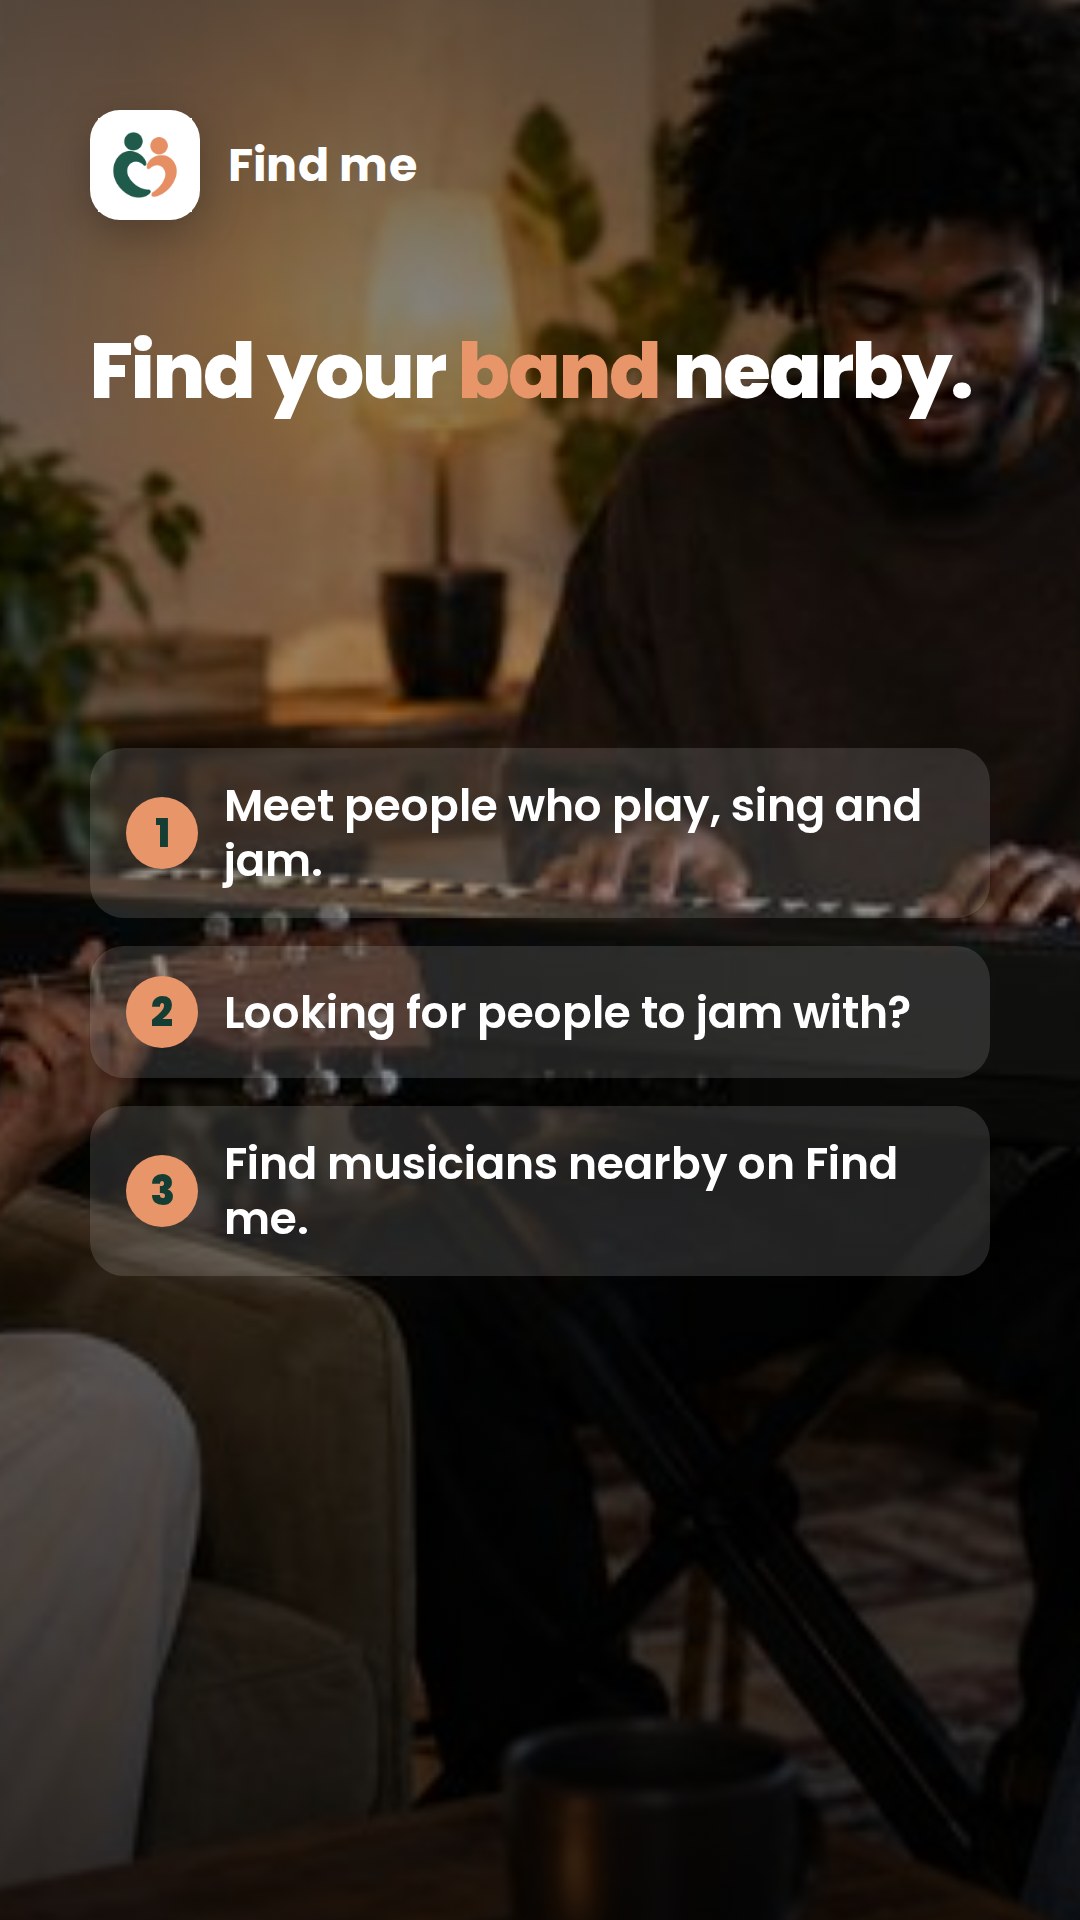 Find me
Find your band nearby.
1
Meet people who play, sing and
jam.
2
Looking for people to jam with?
3
Find musicians nearby on Find
me.